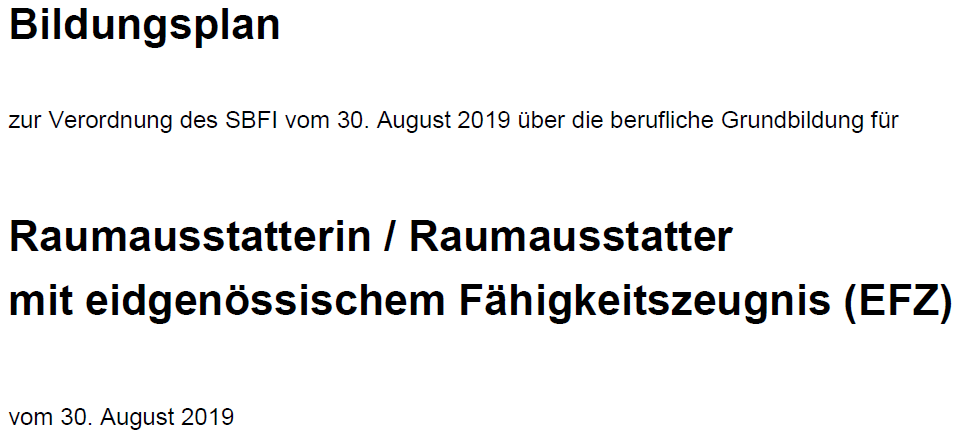 Bildungsplan
zur Verordnung des SBFI vom 30. August 2019 über die berufliche Grundbildung für
Raumausstatterin / Raumausstatter
mit eidgenössischem Fähigkeitszeugnis (EFZ)
vom 30. August 2019